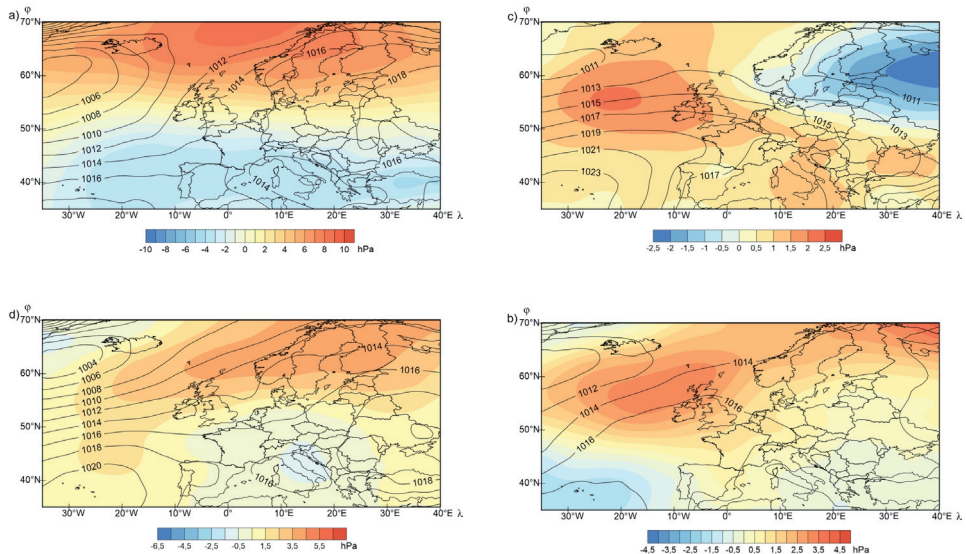 a)
φ
70°N
60°N
50°N
40°N
30°W
20°W
10°W
0°
10°E
20°E
30°E
40°E λ
1006
1008
1010
1012
1014
1016
1012
1014
1016
1018
1014
1016
-10
-8
-6
-4
-2
0
2
4
6
8
10
hPa
c)
φ
70°N
60°N
50°N
40°N
30°W
20°W
10°W
0°
10°E
20°E
30°E
40°E λ
1011
1013
1015
1017
1019
1021
1023
1017
1015
1013
1011
-2,5
-2
-1,5
-1
-0,5
0
0,5
1
1,5
2
2,5
hPa
d)
φ
70°N
60°N
50°N
40°N
30°W
20°W
10°W
0°
10°E
20°E
30°E
40°E λ
1004
1006
1008
1010
1012
1014
1016
1018
1020
1014
1016
1016
1018
-6,5
-4,5
-2,5
-0,5
1,5
3,5
5,5
hPa
b)
φ
70°N
60°N
50°N
40°N
30°W
20°W
10°W
0°
10°E
20°E
30°E
40°E λ
1012
1014
1016
1014
1016
-4,5
-3,5
-2,5
-1,5
-0,5
0,5
1,5
2,5
3,5
4,5
hPa